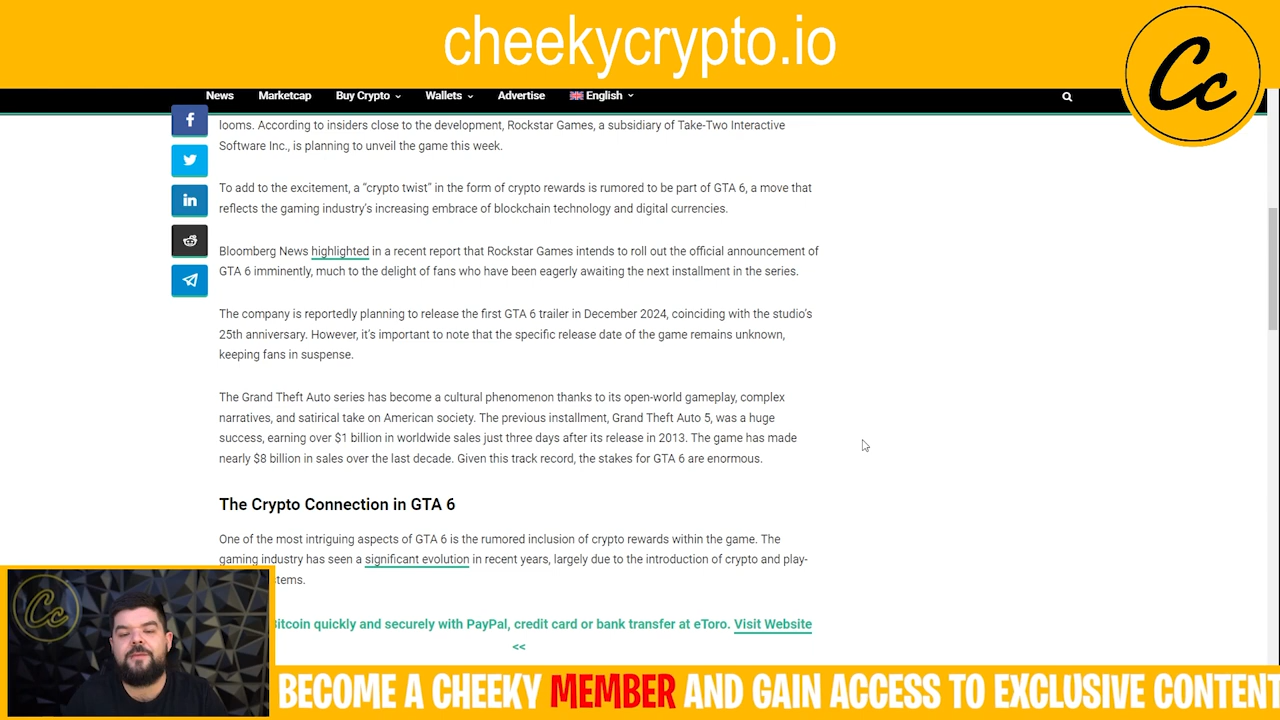 cheekycrypto.io
Cc
News Marketcap Buy Crypto Wallets Advertise English
looms. According to insiders close to the development, Rockstar Games, a subsidiary of Take-Two Interactive
Software Inc., is planning to unveil the game this week.
To add to the excitement, a “crypto twist” in the form of crypto rewards is rumored to be part of GTA 6, a move that
reflects the gaming industry’s increasing embrace of blockchain technology and digital currencies.
Bloomberg News highlighted in a recent report that Rockstar Games intends to roll out the official announcement of
GTA 6 imminently, much to the delight of fans who have been eagerly awaiting the next installment in the series.
The company is reportedly planning to release the first GTA 6 trailer in December 2024, coinciding with the studio’s
25th anniversary. However, it’s important to note that the specific release date of the game remains unknown,
keeping fans in suspense.
The Grand Theft Auto series has become a cultural phenomenon thanks to its open-world gameplay, complex
narratives, and satirical take on American society. The previous installment, Grand Theft Auto 5, was a huge
success, earning over $1 billion in worldwide sales just three days after its release in 2013. The game has made
nearly $8 billion in sales over the last decade. Given this track record, the stakes for GTA 6 are enormous.
The Crypto Connection in GTA 6
One of the most intriguing aspects of GTA 6 is the rumored inclusion of crypto rewards within the game. The
gaming industry has seen a significant evolution in recent years, largely due to the introduction of crypto and play-
stems.
itcoin quickly and securely with PayPal, credit card or bank transfer at eToro. Visit Website
<<
Cc
BECOME A CHEEKY MEMBER AND GAIN ACCESS TO EXCLUSIVE CONTENT